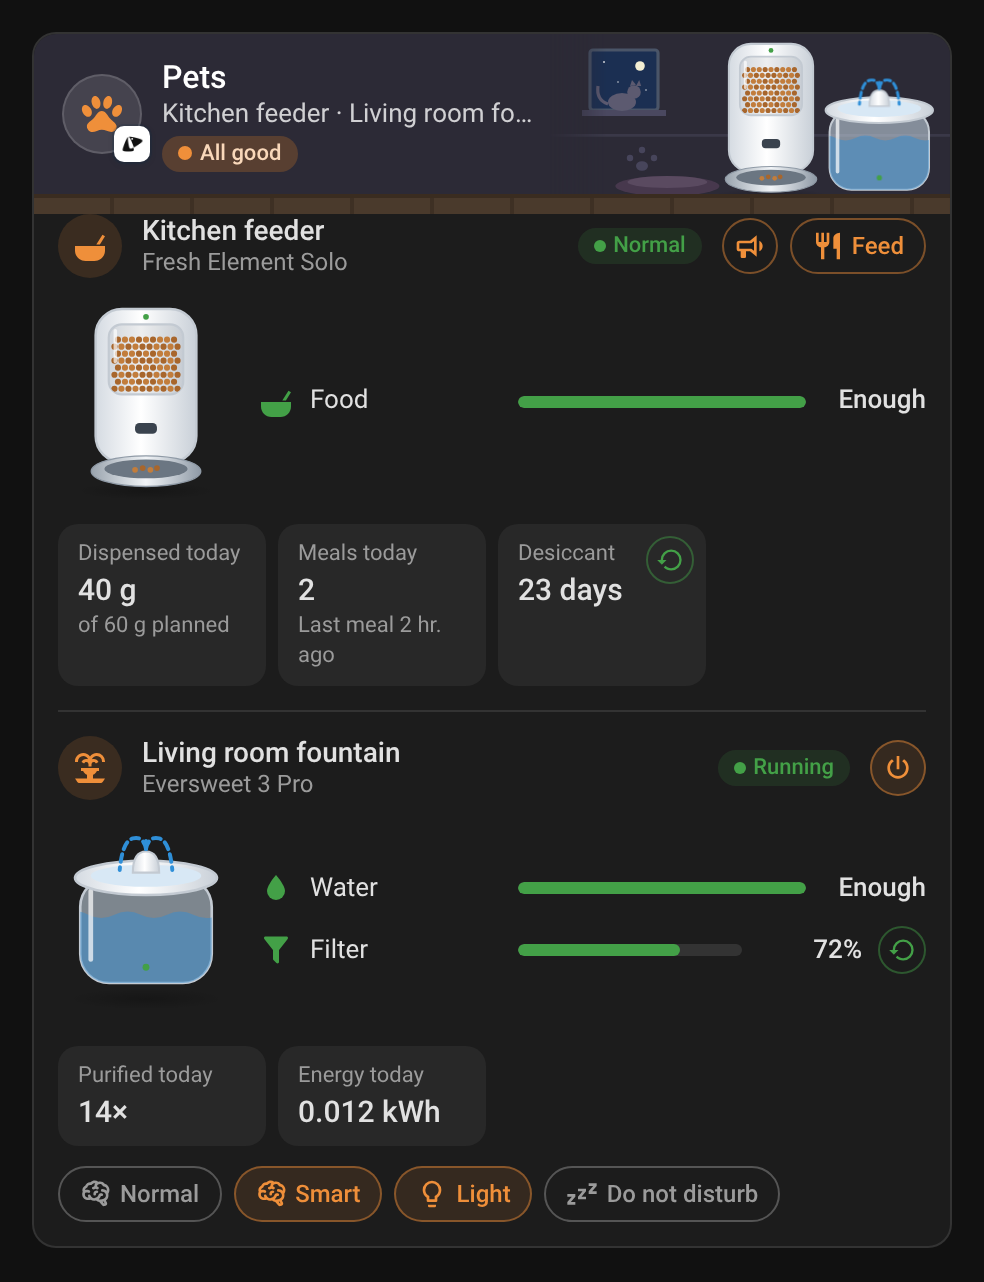 Pets
Kitchen feeder · Living room fo...
All good
Kitchen feeder
Fresh Element Solo
Normal
Feed
Food
Enough
Dispensed today
40 g
of 60 g planned
Meals today
2
Last meal 2 hr.
ago
Desiccant
23 days
Living room fountain
Eversweet 3 Pro
Running
Water
Enough
Filter
72%
Purified today
14×
Energy today
0.012 kWh
Normal
Smart
Light
Do not disturb